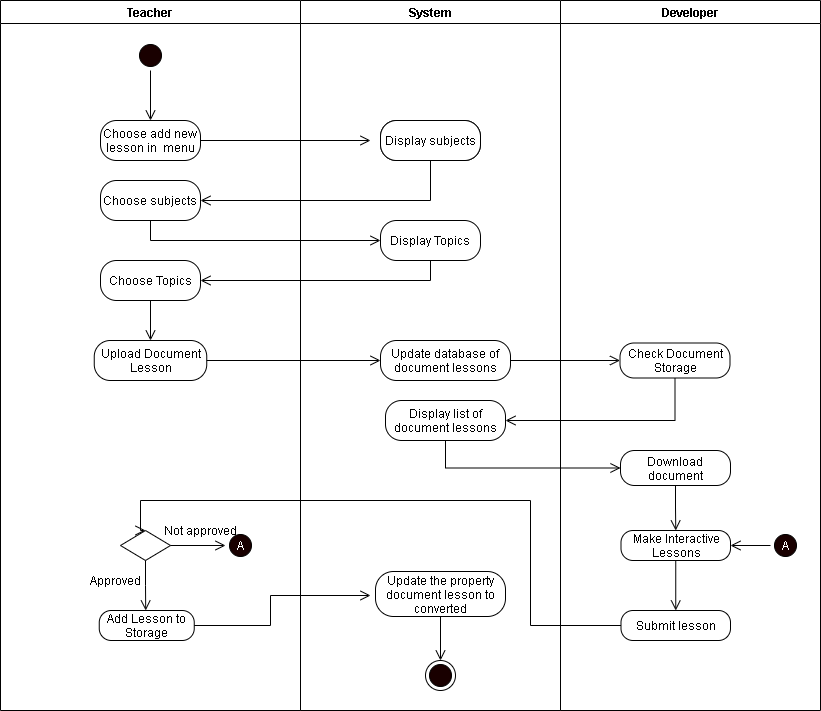 Teacher
System
Developer
Choose add new
lesson in menu
Display subjects
Choose subjects
Display Topics
Choose Topics
Upload Document
Lesson
Update database of
document lessons
Check Document
Storage
Display list of
document lessons
Download
document
Not approved
A
Make Interactive
Lessons
A
Approved
Update the property
document lesson to
converted
Add Lesson to
Storage
Submit lesson